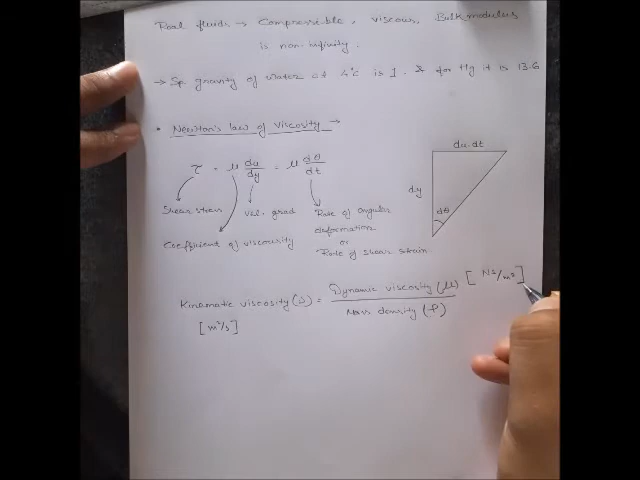 Real fluids → Compressible, viscous, Bulk modulus
is non-infinity.
→ Sp gravity of water at 4°C is 1. & for Hg it is 13.6
• Newton's law of Viscosity →
τ = μ du/dy = μ dθ/dt
Shear strain
Vel. grad
Rate of angular
deformation
or
Rate of shear strain
Coefficient of viscousity
du.dt
dy
dθ
Kinematic viscosity (ν) = Dynamic viscosity (μ) / Mass density (ρ) [Ns/m²]
[m²/s]